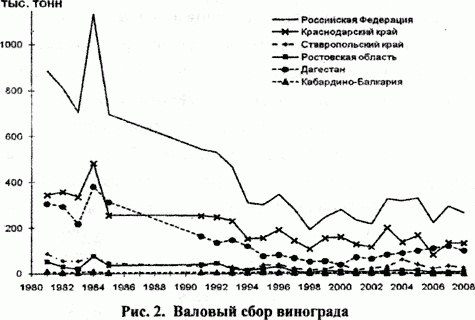 тыс. тонн
Российская Федерация
Краснодарский край
Ставропольский край
Ростовская область
Дагестан
Кабардино-Балкария
1000
800
600
400
200
0
1980 1982 1984 1986 1988 1990 1992 1994 1996 1998 2000 2002 2004 2006 2008
Рис. 2. Валовый сбор винограда